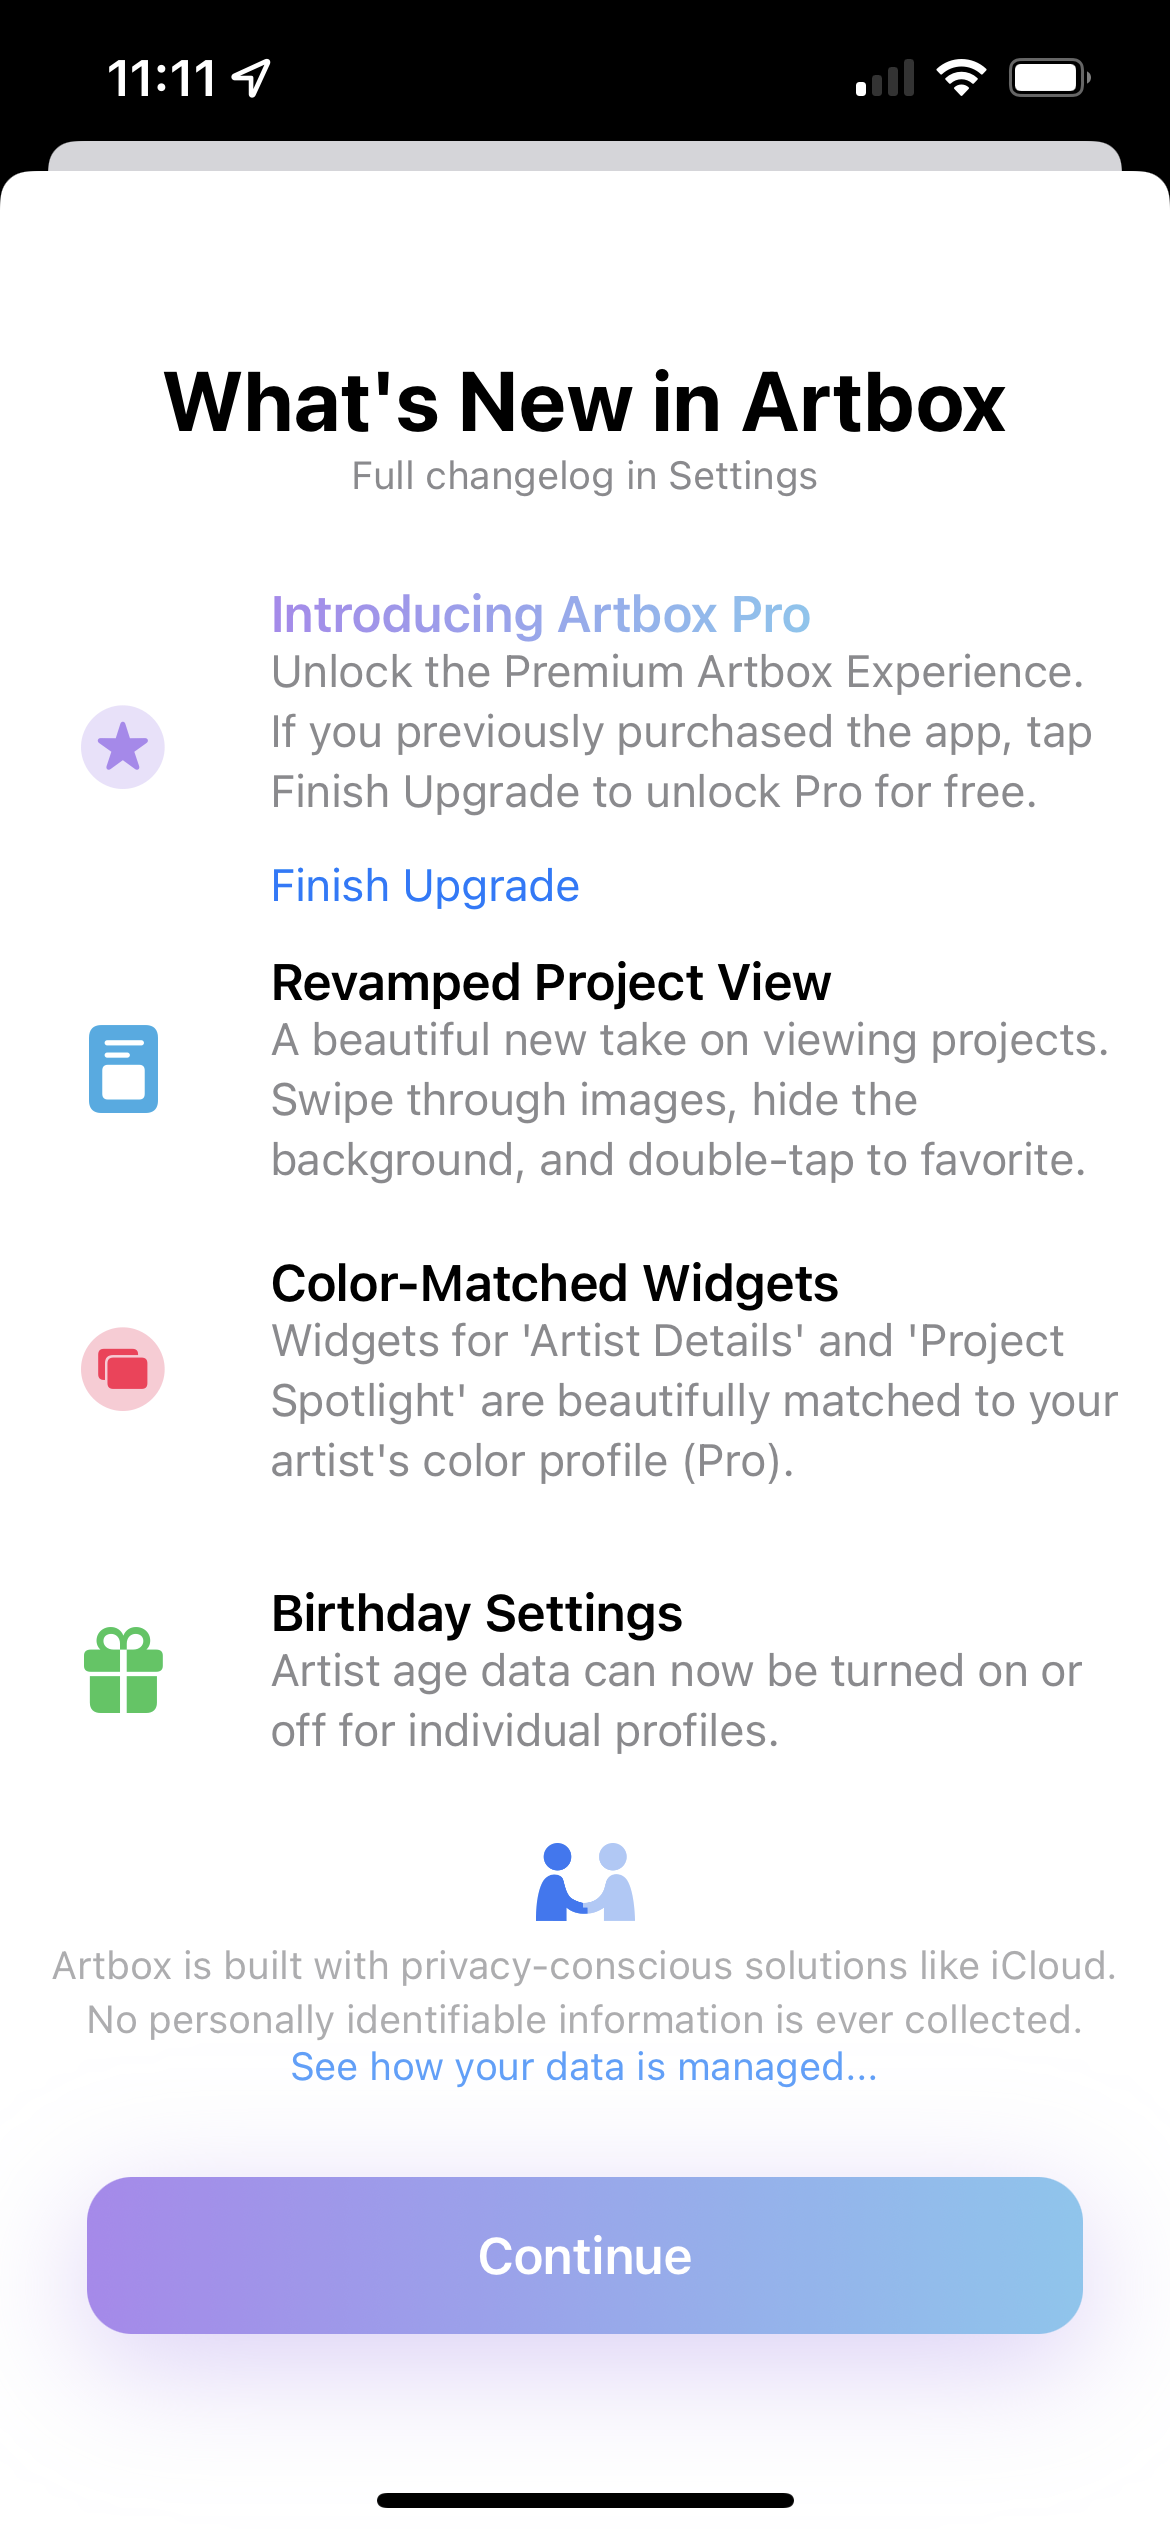 11:11
What's New in Artbox
Full changelog in Settings
Introducing Artbox Pro
Unlock the Premium Artbox Experience.
If you previously purchased the app, tap
Finish Upgrade to unlock Pro for free.
Finish Upgrade
Revamped Project View
A beautiful new take on viewing projects.
Swipe through images, hide the
background, and double-tap to favorite.
Color-Matched Widgets
Widgets for 'Artist Details' and 'Project
Spotlight' are beautifully matched to your
artist's color profile (Pro).
Birthday Settings
Artist age data can now be turned on or
off for individual profiles.
Artbox is built with privacy-conscious solutions like iCloud.
No personally identifiable information is ever collected.
See how your data is managed...
Continue